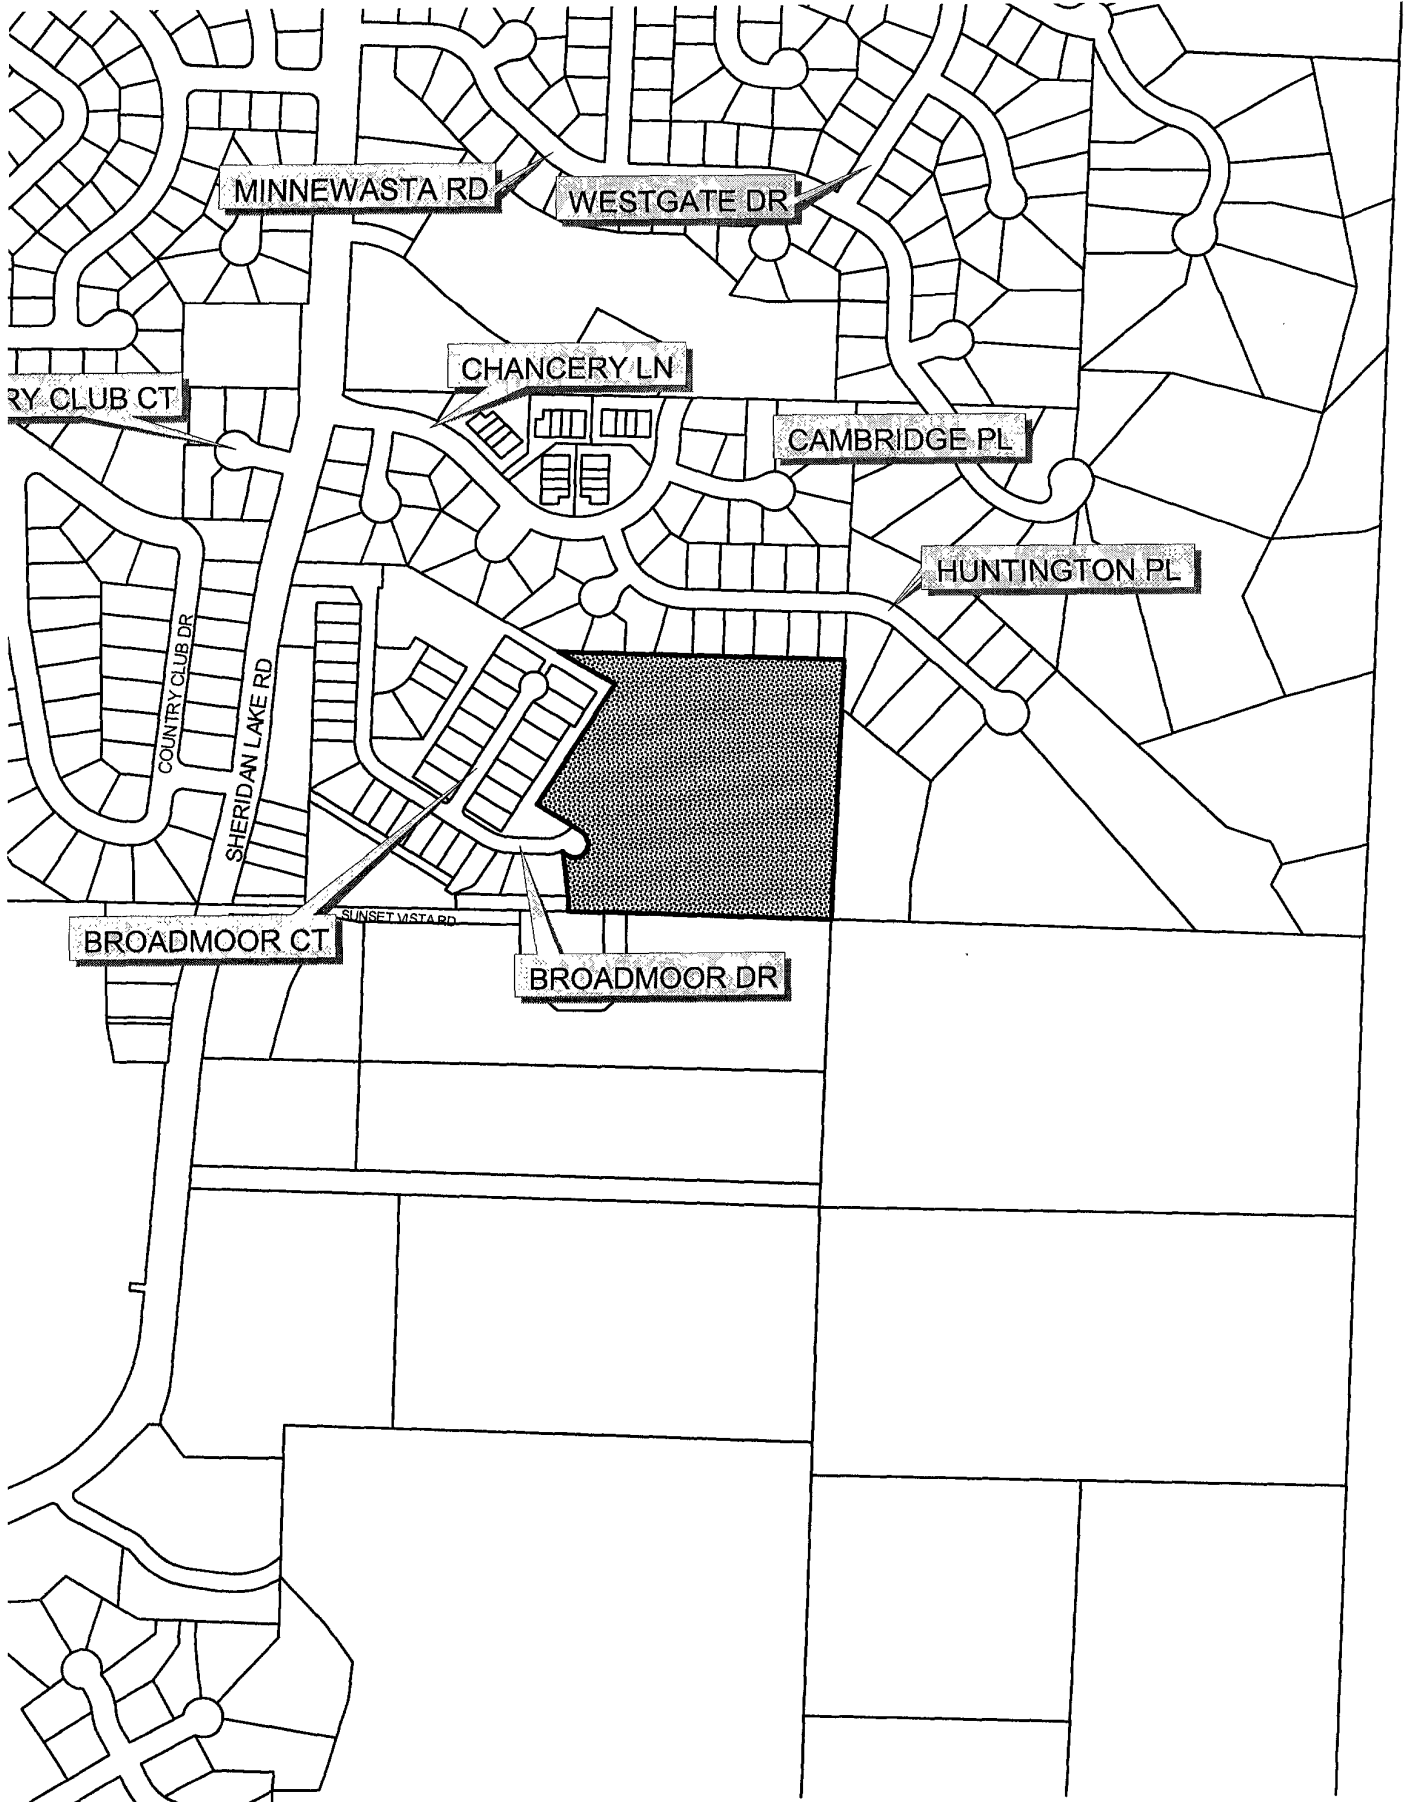 MINNEWASTA RD
WESTGATE DR
CHANCERY LN
RY CLUB CT
CAMBRIDGE PL
HUNTINGTON PL
COUNTRY CLUB DR
SHERIDAN LAKE RD
SUNSET VISTA RD
BROADMOOR CT
BROADMOOR DR